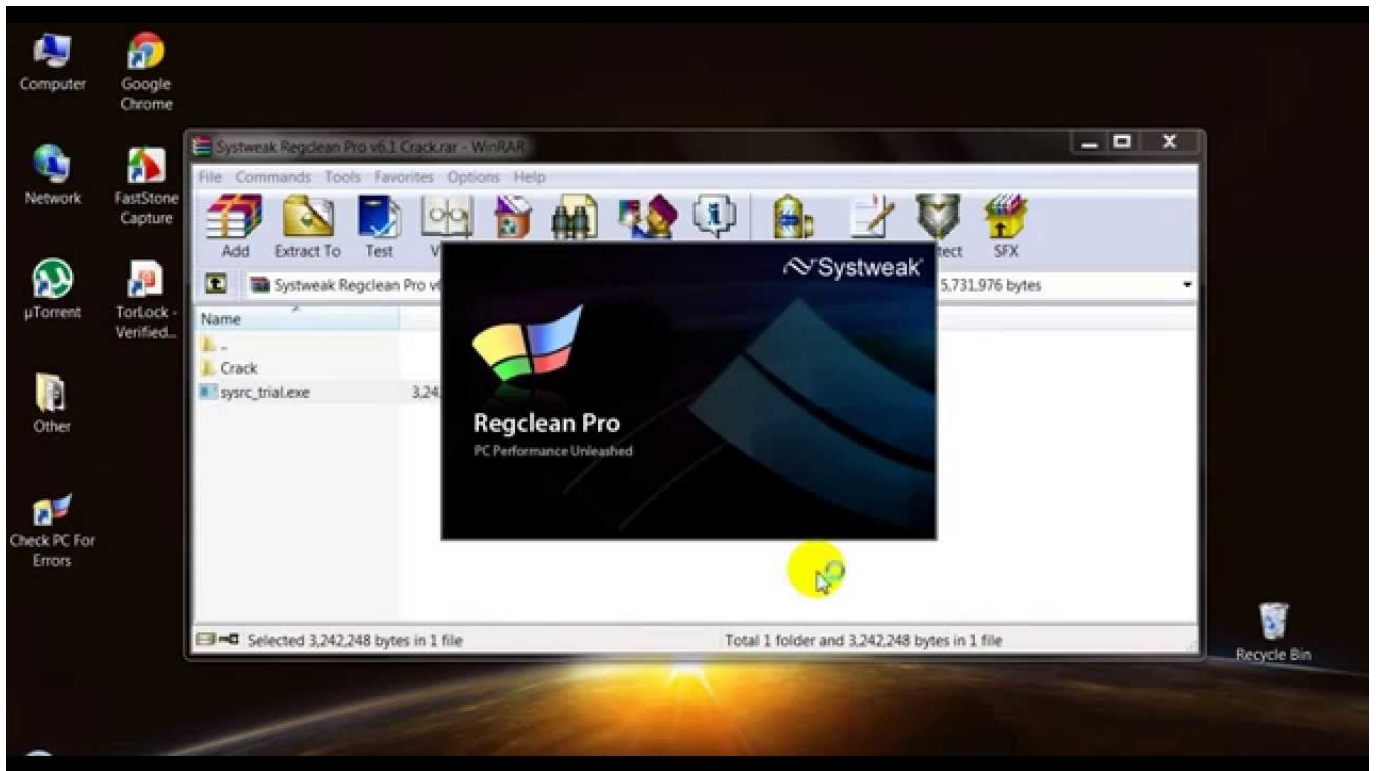 Computer
Google
Chrome
Network
FastStone
Capture
µTorrent
TorLock -
Verified...
Other
Check PC For
Errors
Systweak Regclean Pro v6.1 Crack.rar - WinRAR
File Commands Tools Favorites Options Help
Add Extract To Test V tect SFX
Systweak Regclean Pro v6 5,731,976 bytes
Name
..
Crack
sysrc_trial.exe 3,24
Systweak
Regclean Pro
PC Performance Unleashed
Selected 3,242,248 bytes in 1 file Total 1 folder and 3,242,248 bytes in 1 file
Recycle Bin